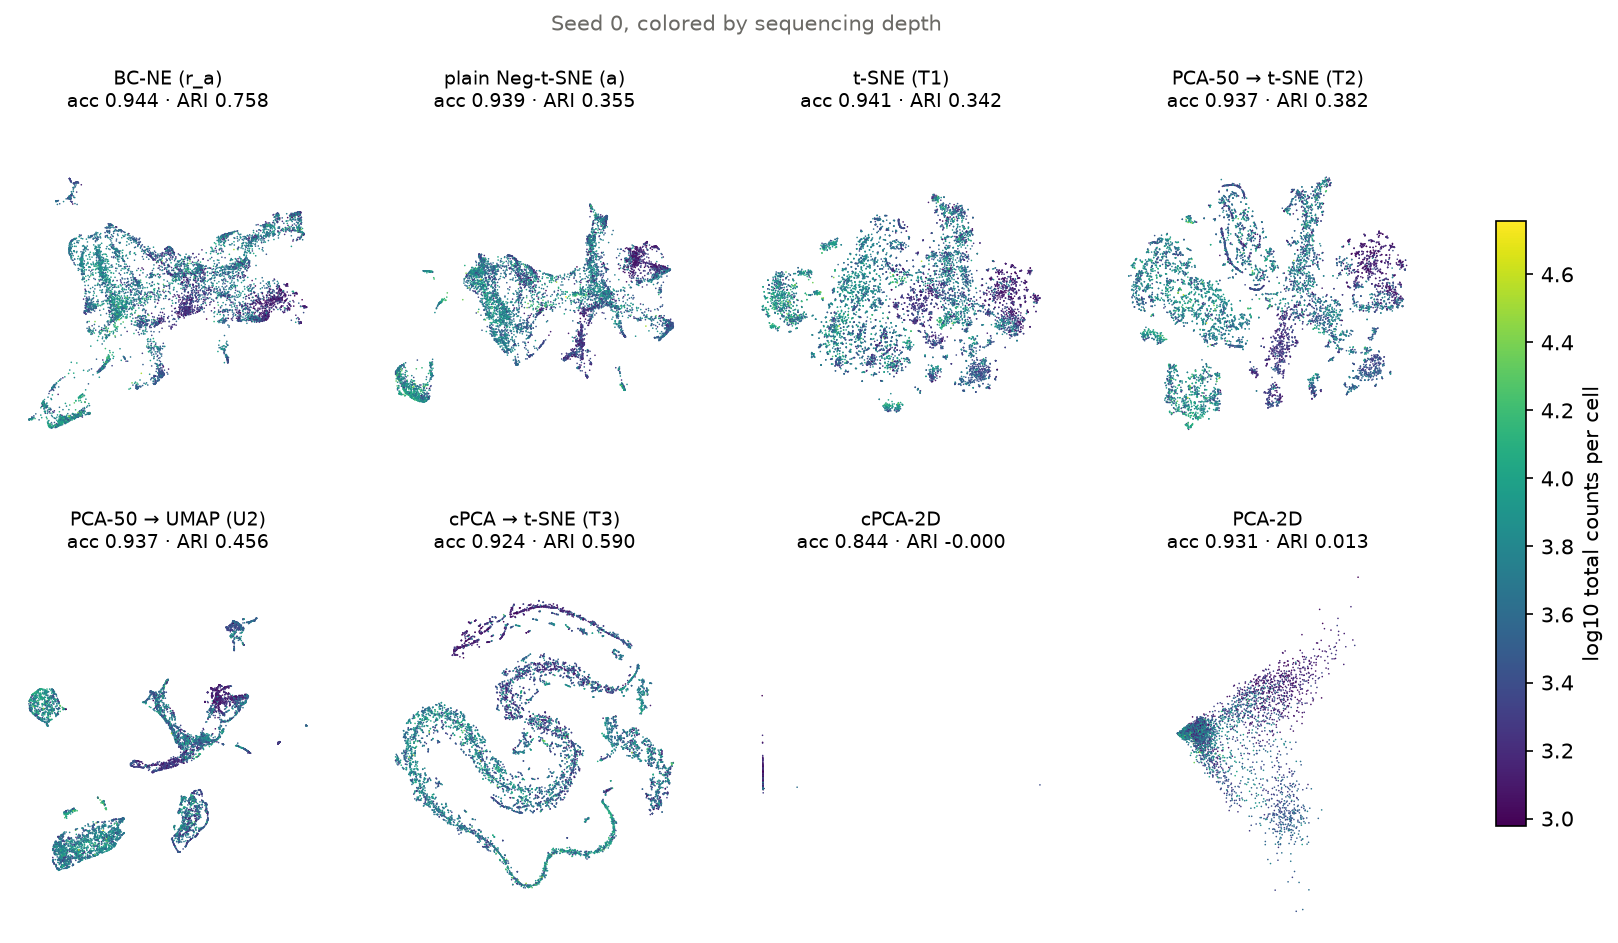 Seed 0, colored by sequencing depth
BC-NE (r_a)
acc 0.944 · ARI 0.758
plain Neg-t-SNE (a)
acc 0.939 · ARI 0.355
t-SNE (T1)
acc 0.941 · ARI 0.342
PCA-50 → t-SNE (T2)
acc 0.937 · ARI 0.382
PCA-50 → UMAP (U2)
acc 0.937 · ARI 0.456
cPCA → t-SNE (T3)
acc 0.924 · ARI 0.590
cPCA-2D
acc 0.844 · ARI -0.000
PCA-2D
acc 0.931 · ARI 0.013
4.6
4.4
4.2
4.0
3.8
3.6
3.4
3.2
3.0
log10 total counts per cell